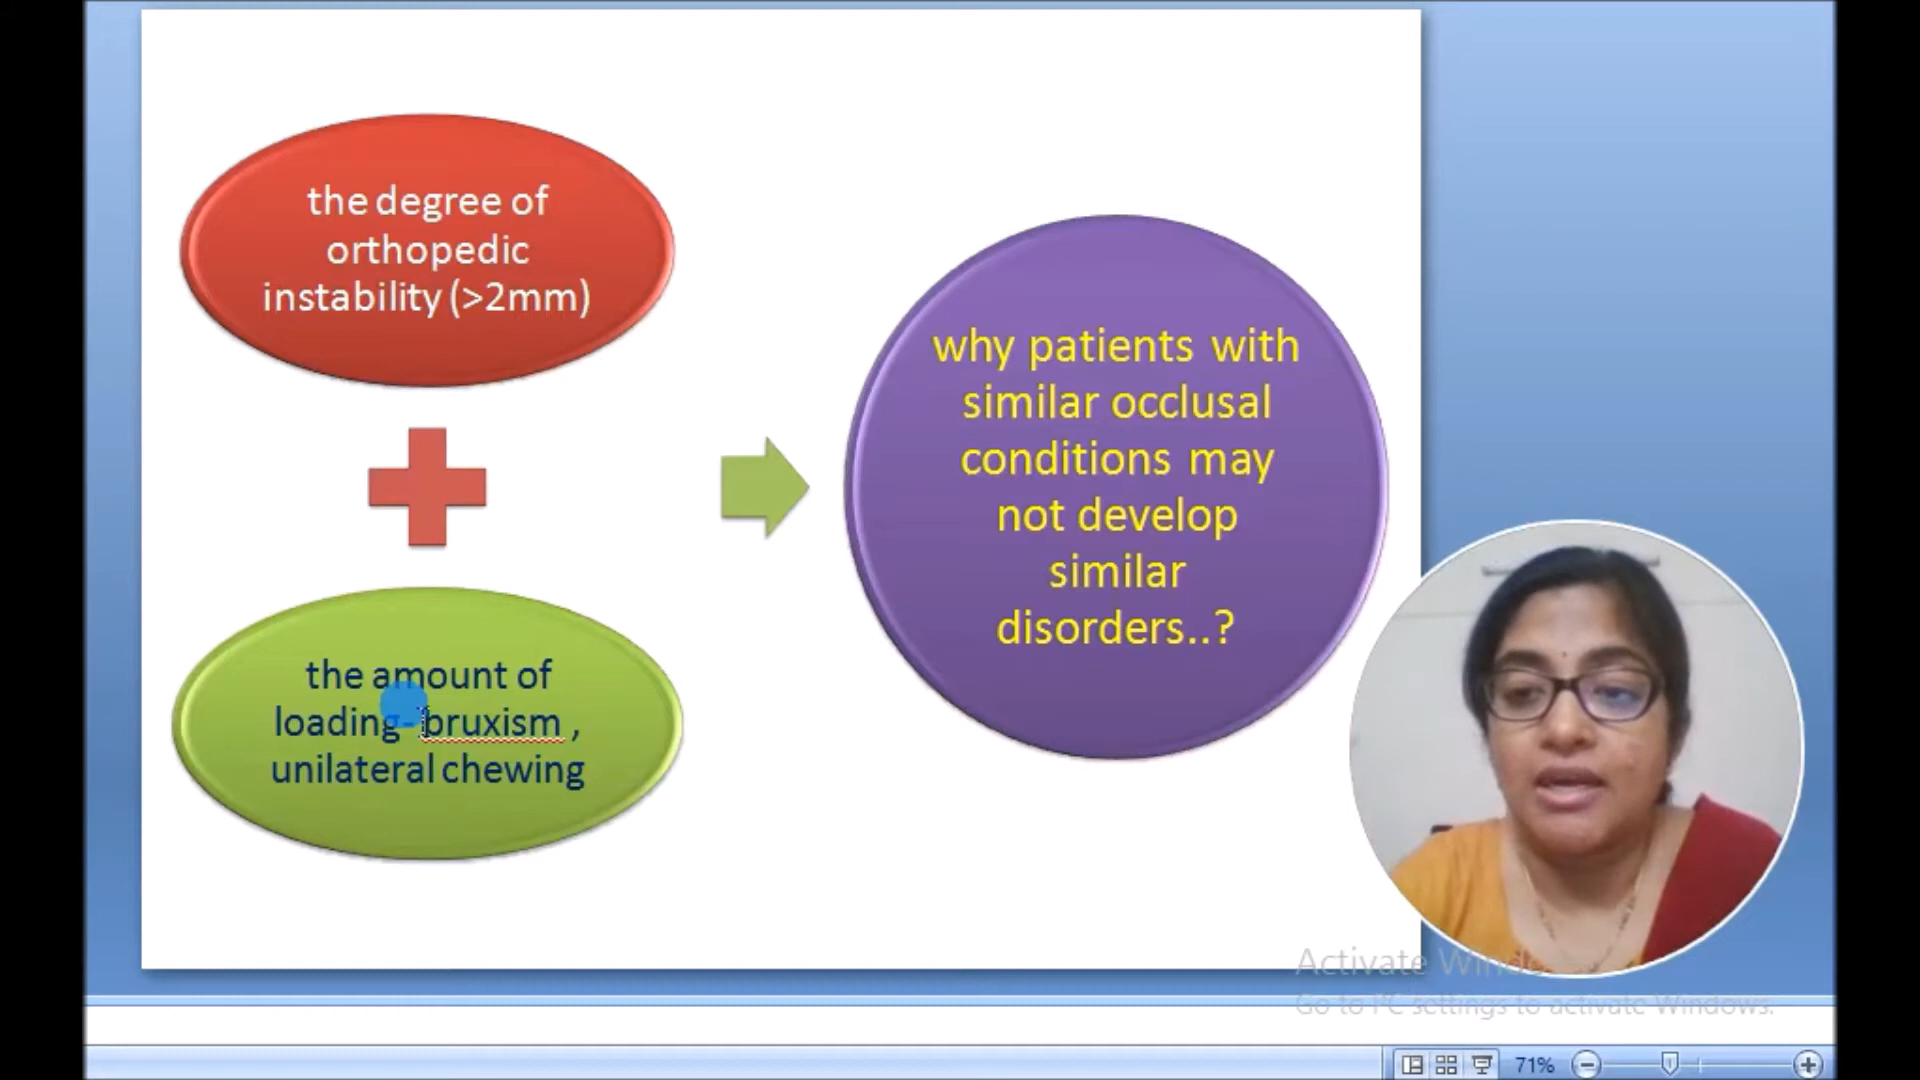 the degree of
orthopedic
instability (>2mm)
the amount of
loading- bruxism ,
unilateral chewing
why patients with
similar occlusal
conditions may
not develop
similar
disorders..?
Activate Windo
Go to PC settings to activate Windows.
71%